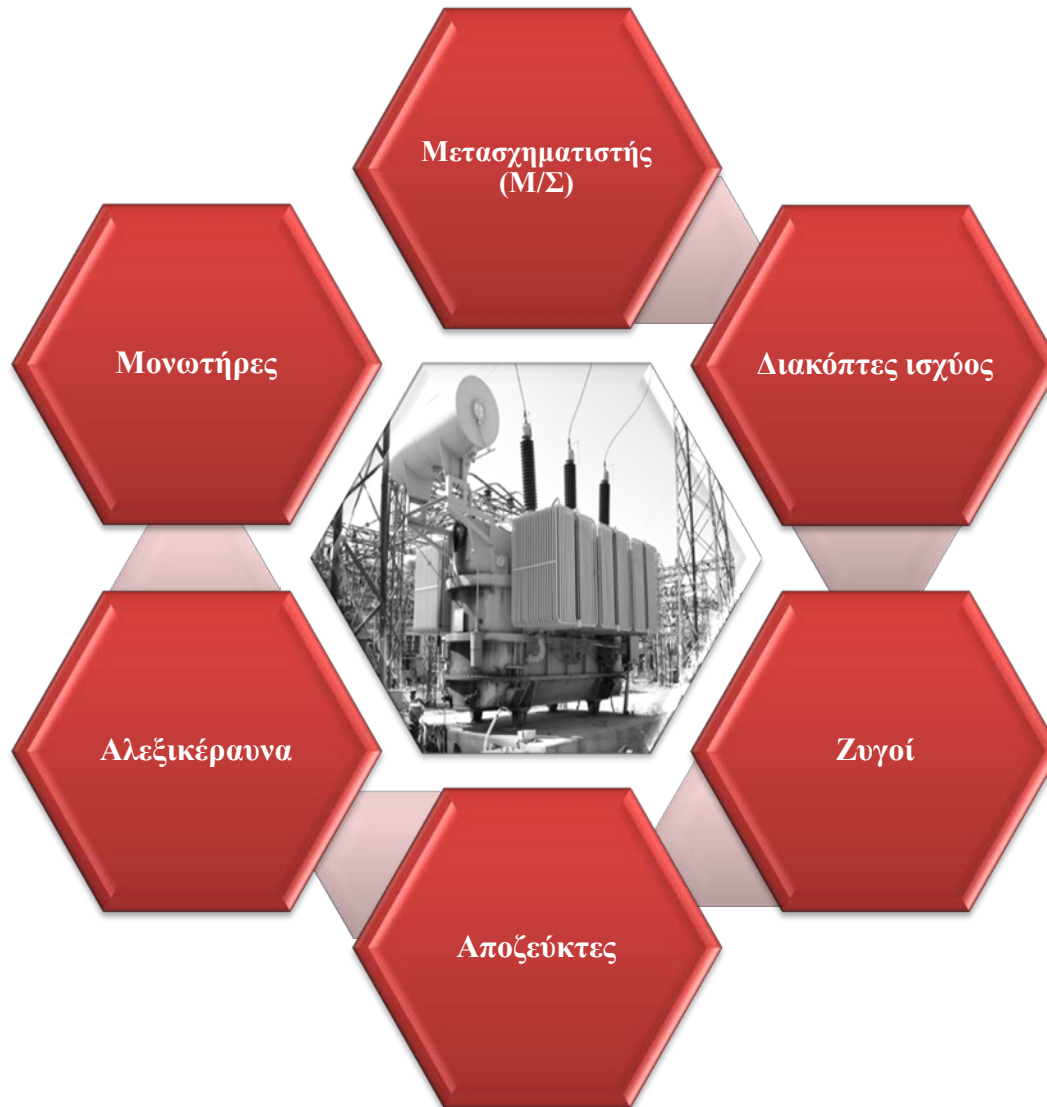 Μετασχηματιστής
(Μ/Σ)
Διακόπτες ισχύος
Ζυγοί
Αποζεύκτες
Αλεξικέραυνα
Μονωτήρες